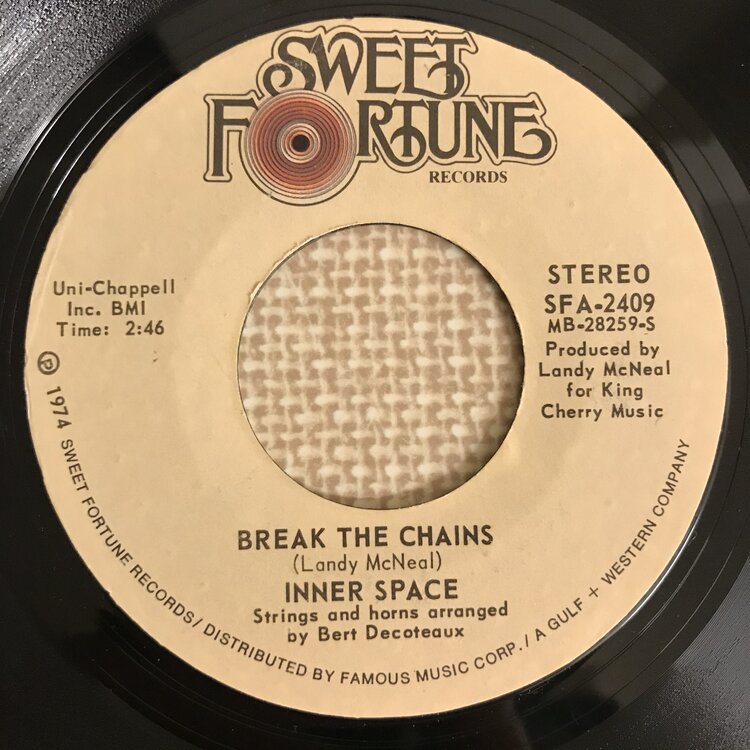 SWEET
FORTUNE
RECORDS
Uni-Chappell
Inc. BMI
Time: 2:46
STEREO
SFA-2409
MB-28259-S
Produced by
Landy McNeal
for King
Cherry Music
BREAK THE CHAINS
(Landy McNeal)
INNER SPACE
Strings and horns arranged
by Bert Decoteaux
℗ 1974 SWEET FORTUNE RECORDS/DISTRIBUTED BY FAMOUS MUSIC CORP./A GULF + WESTERN COMPANY